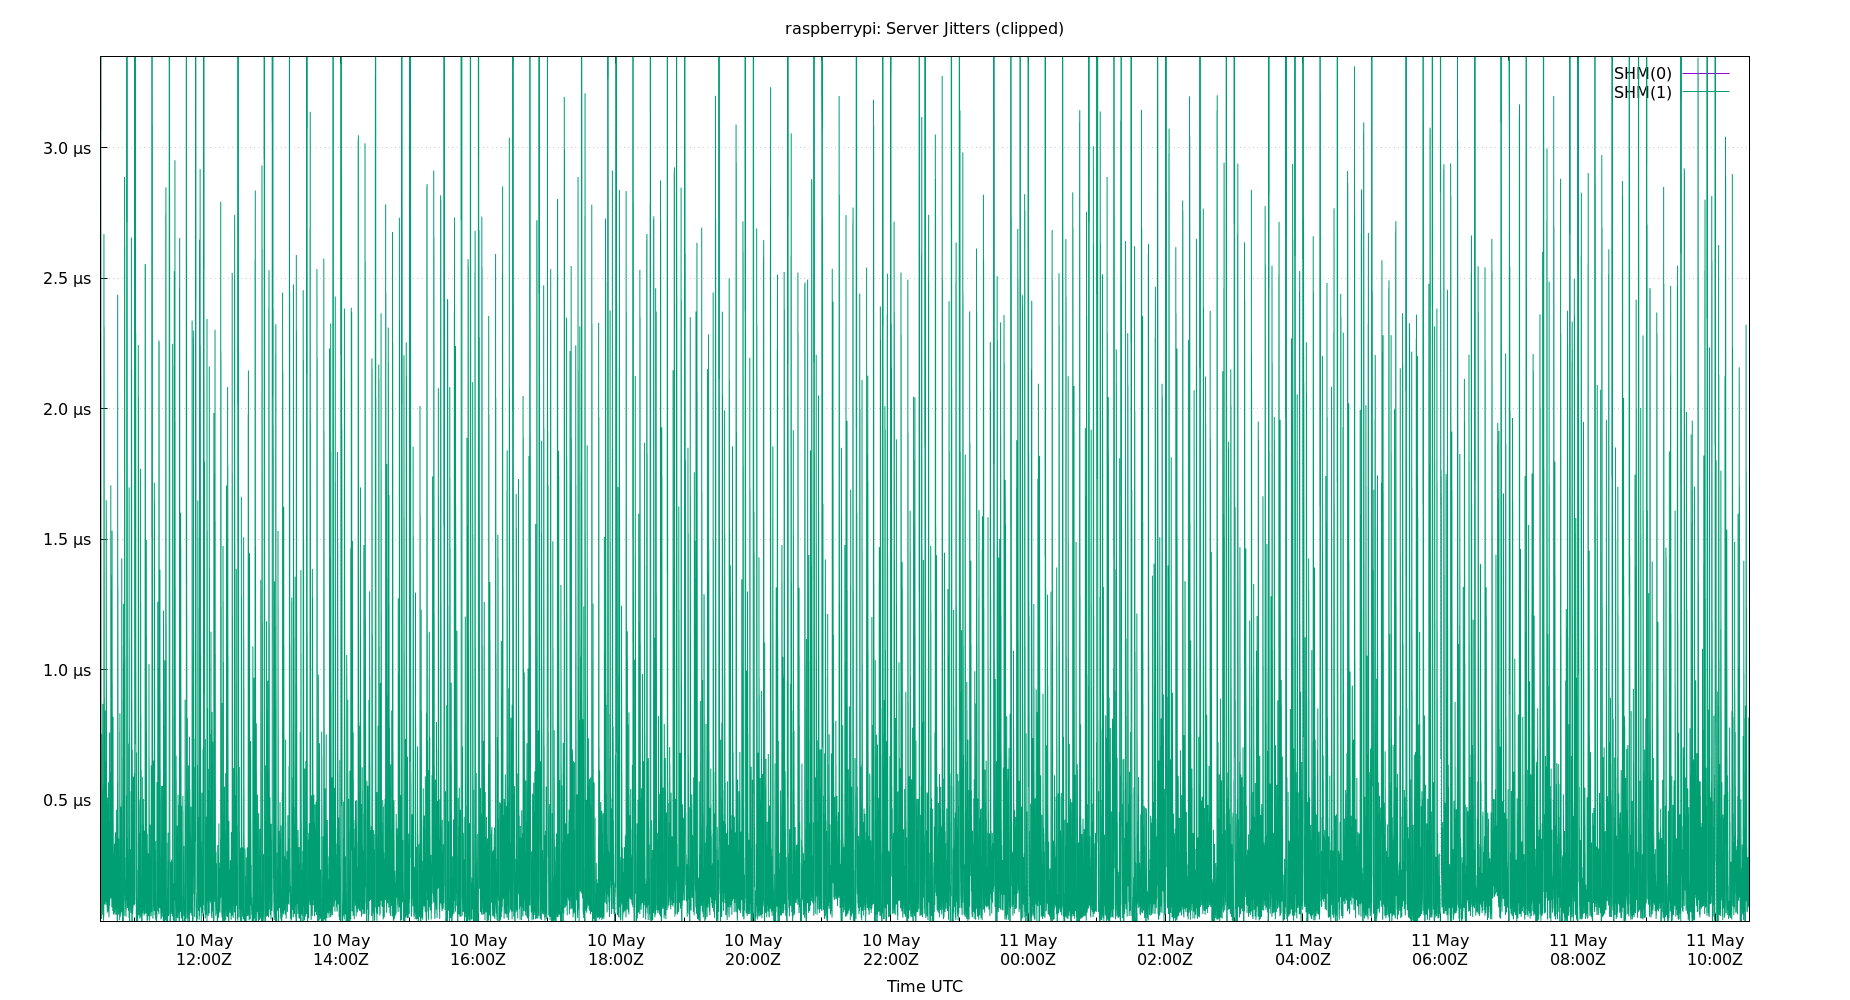 raspberrypi: Server Jitters (clipped)
SHM(0)
SHM(1)
3.0 µs
2.5 µs
2.0 µs
1.5 µs
1.0 µs
0.5 µs
10 May 10 May 10 May 10 May 10 May 10 May 11 May 11 May 11 May 11 May 11 May 11 May
12:00Z 14:00Z 16:00Z 18:00Z 20:00Z 22:00Z 00:00Z 02:00Z 04:00Z 06:00Z 08:00Z 10:00Z
Time UTC